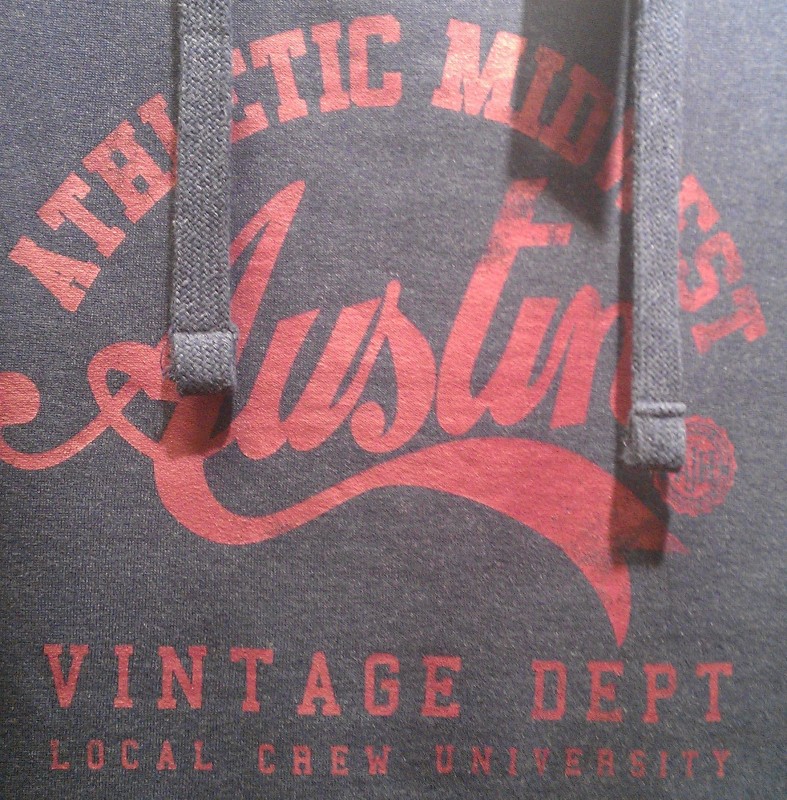 ATHLETIC MIDWEST
Austin
VINTAGE DEPT
LOCAL CREW UNIVERSITY